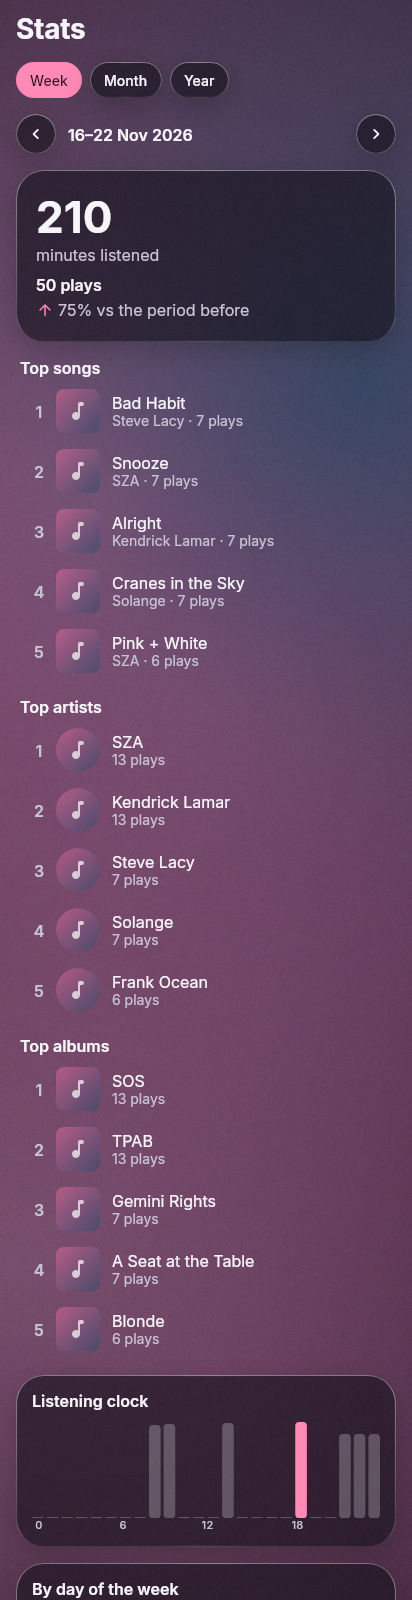 Stats
Week
Month
Year
16–22 Nov 2026
210
minutes listened
50 plays
↑ 75% vs the period before
Top songs
1
Bad Habit
Steve Lacy · 7 plays
2
Snooze
SZA · 7 plays
3
Alright
Kendrick Lamar · 7 plays
4
Cranes in the Sky
Solange · 7 plays
5
Pink + White
SZA · 6 plays
Top artists
1
SZA
13 plays
2
Kendrick Lamar
13 plays
3
Steve Lacy
7 plays
4
Solange
7 plays
5
Frank Ocean
6 plays
Top albums
1
SOS
13 plays
2
TPAB
13 plays
3
Gemini Rights
7 plays
4
A Seat at the Table
7 plays
5
Blonde
6 plays
Listening clock
0 6 12 18
By day of the week